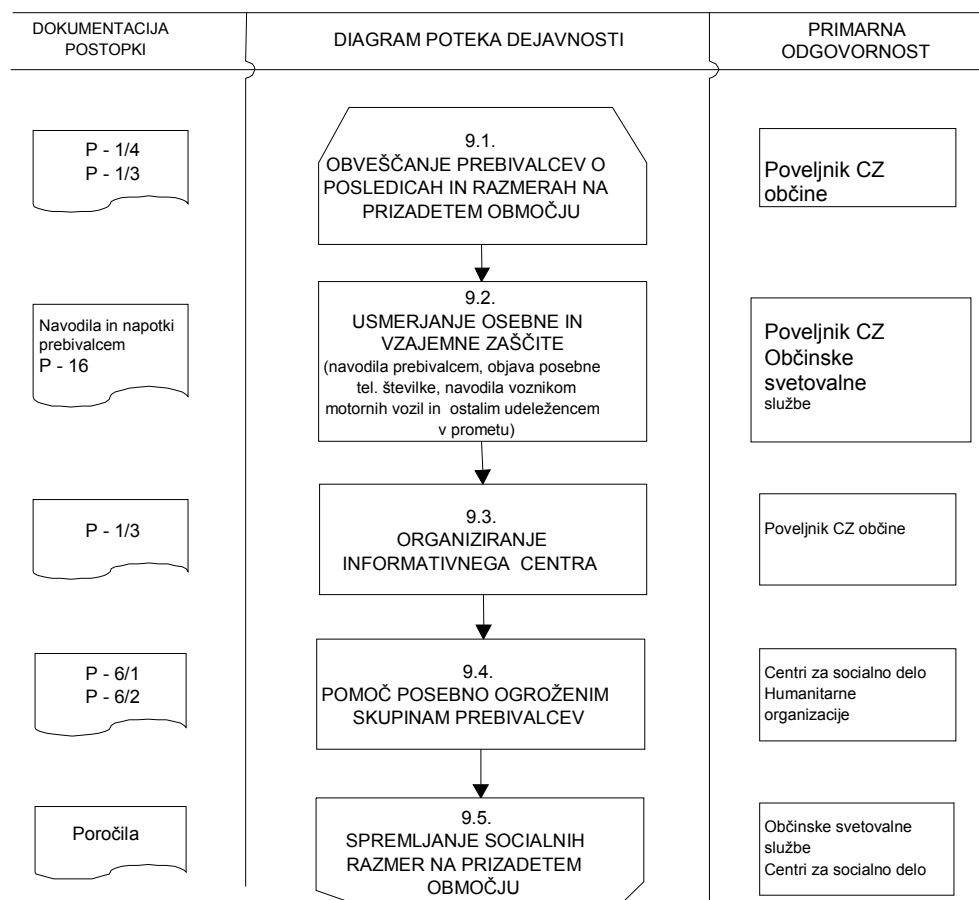 DOKUMENTACIJA
POSTOPKI
DIAGRAM POTEKA DEJAVNOSTI
PRIMARNA
ODGOVORNOST
P - 1/4
P - 1/3
9.1.
OBVEŠČANJE PREBIVALCEV O
POSLEDICAH IN RAZMERAH NA
PRIZADETEM OBMOČJU
Poveljnik CZ
občine
Navodila in napotki
prebivalcem
P - 16
9.2.
USMERJANJE OSEBNE IN
VZAJEMNE ZAŠČITE
(navodila prebivalcem, objava posebne
tel. številke, navodila voznikom
motornih vozil in ostalim udeležencem
v prometu)
Poveljnik CZ
Občinske
svetovalne
službe
P - 1/3
9.3.
ORGANIZIRANJE
INFORMATIVNEGA CENTRA
Poveljnik CZ občine
P - 6/1
P - 6/2
9.4.
POMOČ POSEBNO OGROŽENIM
SKUPINAM PREBIVALCEV
Centri za socialno delo
Humanitarne
organizacije
Poročila
9.5.
SPREMLJANJE SOCIALNIH
RAZMER NA PRIZADETEM
OBMOČJU
Občinske svetovalne
službe
Centri za socialno delo